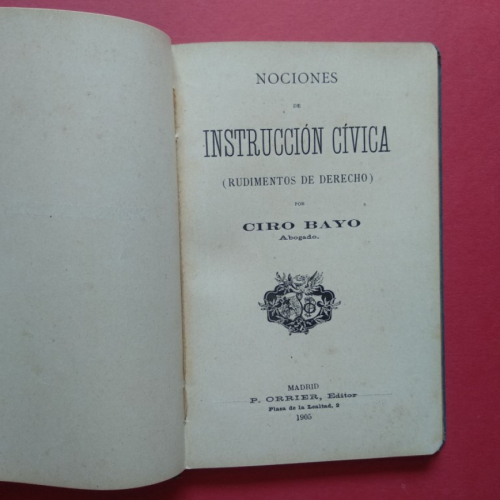 NOCIONES
DE
INSTRUCCIÓN CÍVICA
(RUDIMENTOS DE DERECHO)
POR
CIRO BAYO
Abogado.
MADRID
P. ORRIER, Editor
Plaza de la Lealtad, 2
1905